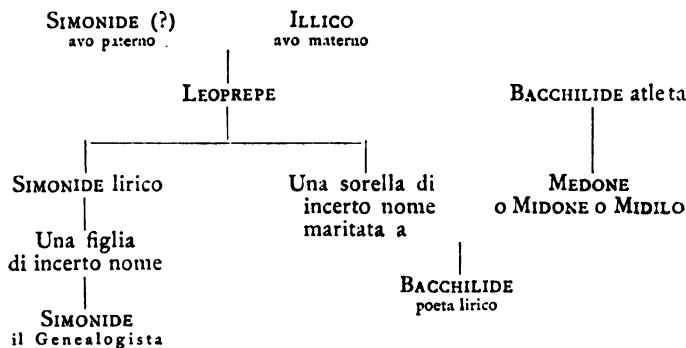 SIMONIDE (?)
avo paterno
ILLICO
avo materno
LEOPREPE
BACCHILIDE atleta
SIMONIDE lirico
Una sorella di
incerto nome
maritata a
MEDONE
o MIDONE o MIDILO
Una figlia
di incerto nome
BACCHILIDE
poeta lirico
SIMONIDE
il Genealogista